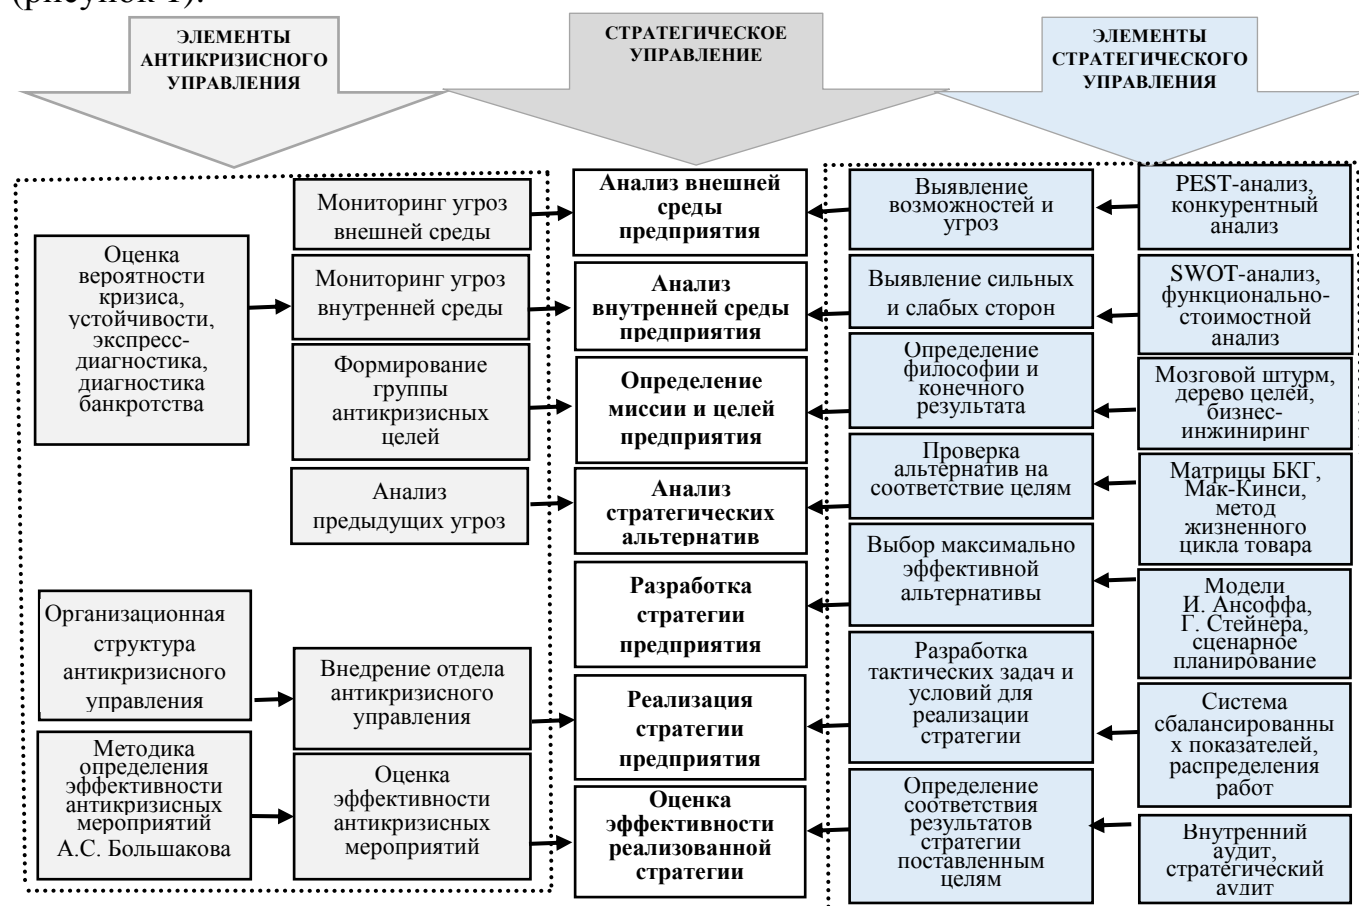 (рисунок 1).
ЭЛЕМЕНТЫ
АНТИКРИЗИСНОГО
УПРАВЛЕНИЯ
СТРАТЕГИЧЕСКОЕ
УПРАВЛЕНИЕ
ЭЛЕМЕНТЫ
СТРАТЕГИЧЕСКОГО
УПРАВЛЕНИЯ
Оценка
вероятности
кризиса,
устойчивости,
экспресс-
диагностика,
диагностика
банкротства
Организационная
структура
антикризисного
управления
Методика
определения
эффективности
антикризисных
мероприятий
А.С. Большакова
Мониторинг угроз
внешней среды
Мониторинг угроз
внутренней среды
Формирование
группы
антикризисных
целей
Анализ
предыдущих угроз
Внедрение отдела
антикризисного
управления
Оценка
эффективности
антикризисных
мероприятий
Анализ внешней
среды
предприятия
Анализ
внутренней среды
предприятия
Определение
миссии и целей
предприятия
Анализ
стратегических
альтернатив
Разработка
стратегии
предприятия
Реализация
стратегии
предприятия
Оценка
эффективности
реализованной
стратегии
Выявление
возможностей и
угроз
Выявление сильных
и слабых сторон
Определение
философии и
конечного
результата
Проверка
альтернатив на
соответствие целям
Выбор максимально
эффективной
альтернативы
Разработка
тактических задач и
условий для
реализации
стратегии
Определение
соответствия
результатов
стратегии
поставленным
целям
PEST-анализ,
конкурентный
анализ
SWOT-анализ,
функционально-
стоимостной
анализ
Мозговой штурм,
дерево целей,
бизнес-
инжиниринг
Матрицы БКГ,
Мак-Кинси,
метод
жизненного
цикла товара
Модели
И. Ансоффа,
Г. Стейнера,
сценарное
планирование
Система
сбалансированны
х показателей,
распределения
работ
Внутренний
аудит,
стратегический
аудит